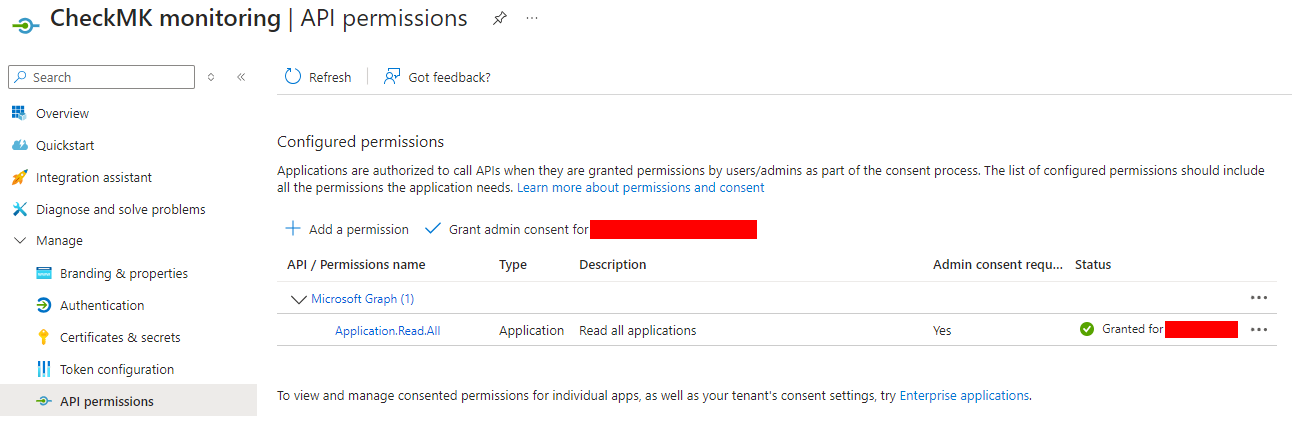 CheckMK monitoring | API permissions
Search
Refresh
Got feedback?
Overview
Quickstart
Integration assistant
Diagnose and solve problems
Manage
Branding & properties
Authentication
Certificates & secrets
Token configuration
API permissions
Configured permissions
Applications are authorized to call APIs when they are granted permissions by users/admins as part of the consent process. The list of configured permissions should include
all the permissions the application needs. Learn more about permissions and consent
Add a permission
Grant admin consent for
API / Permissions name Type Description Admin consent requ... Status
Microsoft Graph (1)
Application.Read.All Application Read all applications Yes Granted for
To view and manage consented permissions for individual apps, as well as your tenant's consent settings, try Enterprise applications.